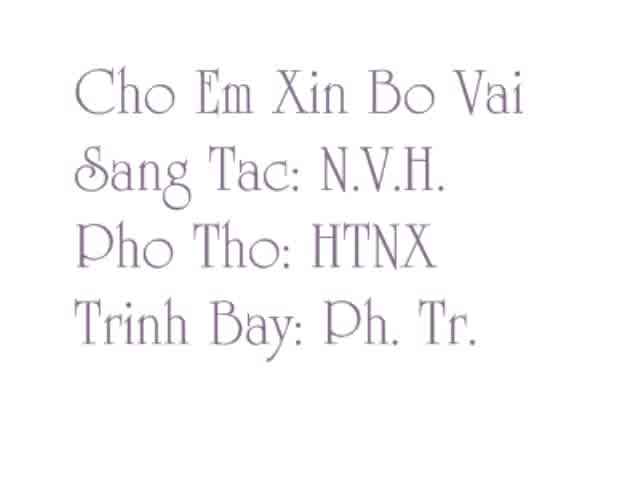 Cho Em Xin Bo Vai
Sang Tac: N.V.H.
Pho Tho: HTNX
Trinh Bay: Ph. Tr.